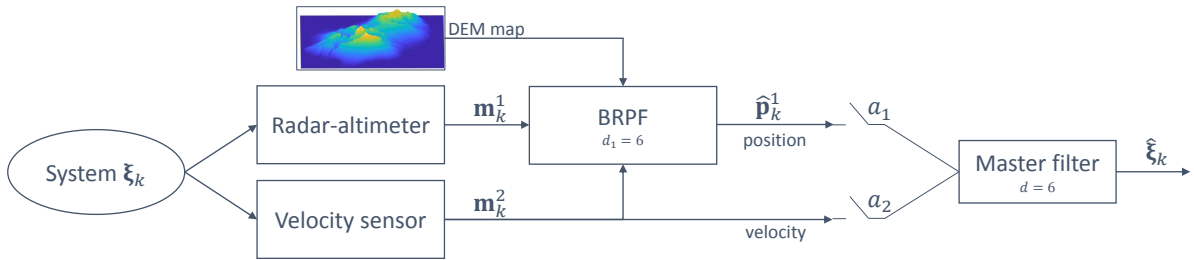 DEM map
System ξₖ
Radar-altimeter
m¹ₖ
BRPF
d₁ = 6
p̂¹ₖ
position
a₁
Master filter
d = 6
ξ̂ₖ
Velocity sensor
m²ₖ
velocity
a₂